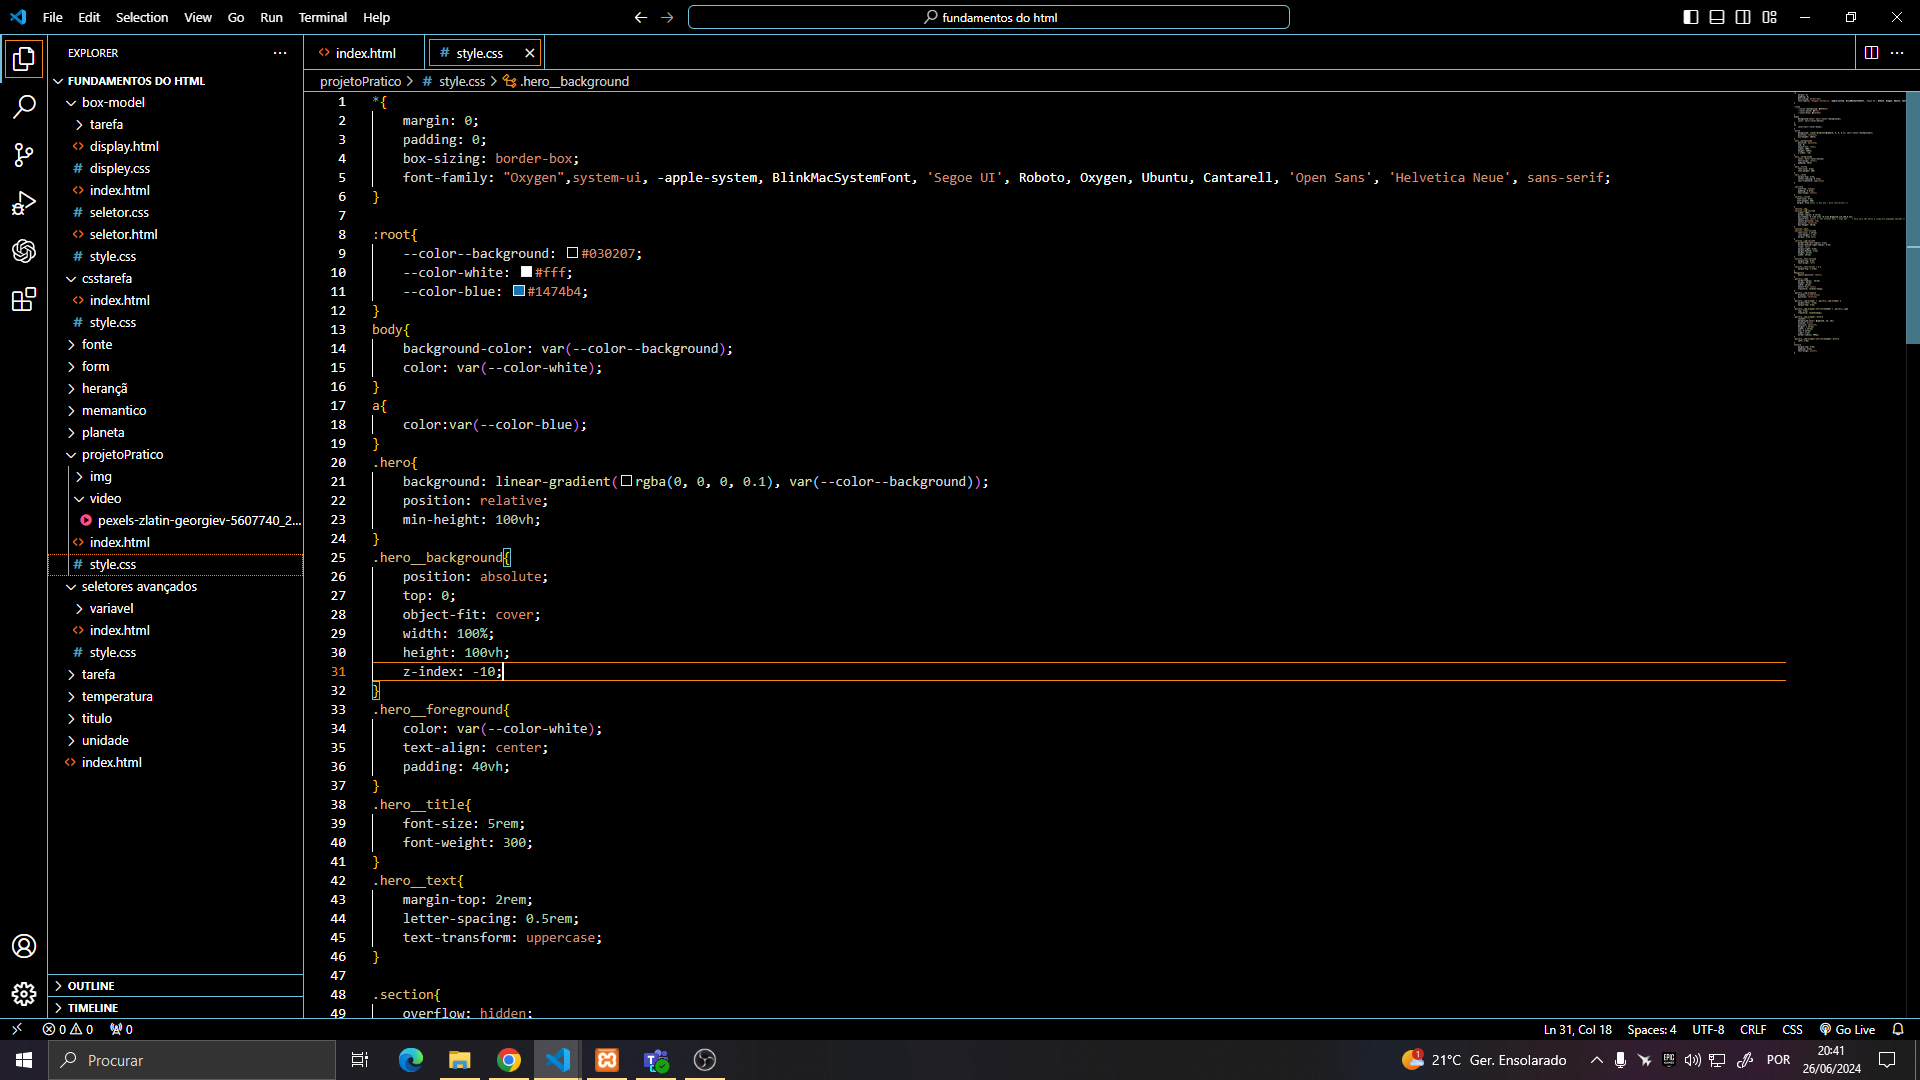 File Edit Selection View Go Run Terminal Help
fundamentos do html
EXPLORER
FUNDAMENTOS DO HTML
box-model
tarefa
display.html
displey.css
index.html
seletor.css
seletor.html
style.css
csstarefa
index.html
style.css
fonte
form
herançã
memantico
planeta
projetoPratico
img
video
pexels-zlatin-georgiev-5607740_2...
index.html
style.css
seletores avançados
variavel
index.html
style.css
tarefa
temperatura
titulo
unidade
index.html
OUTLINE
TIMELINE
index.html
# style.css
projetoPratico > # style.css > .hero__background
1 *{
2 margin: 0;
3 padding: 0;
4 box-sizing: border-box;
5 font-family: "Oxygen",system-ui, -apple-system, BlinkMacSystemFont, 'Segoe UI', Roboto, Oxygen, Ubuntu, Cantarell, 'Open Sans', 'Helvetica Neue', sans-serif;
6 }
7
8 :root{
9 --color--background: #030207;
10 --color-white: #fff;
11 --color-blue: #1474b4;
12 }
13 body{
14 background-color: var(--color--background);
15 color: var(--color-white);
16 }
17 a{
18 color:var(--color-blue);
19 }
20 .hero{
21 background: linear-gradient(rgba(0, 0, 0, 0.1), var(--color--background));
22 position: relative;
23 min-height: 100vh;
24 }
25 .hero__background{
26 position: absolute;
27 top: 0;
28 object-fit: cover;
29 width: 100%;
30 height: 100vh;
31 z-index: -10;
32 }
33 .hero__foreground{
34 color: var(--color-white);
35 text-align: center;
36 padding: 40vh;
37 }
38 .hero__title{
39 font-size: 5rem;
40 font-weight: 300;
41 }
42 .hero__text{
43 margin-top: 2rem;
44 letter-spacing: 0.5rem;
45 text-transform: uppercase;
46 }
47
48 .section{
49 overflow: hidden;
0 0 0
Ln 31, Col 18 Spaces: 4 UTF-8 CRLF CSS Go Live
Procurar
1 21°C Ger. Ensolarado
POR
20:41
26/06/2024